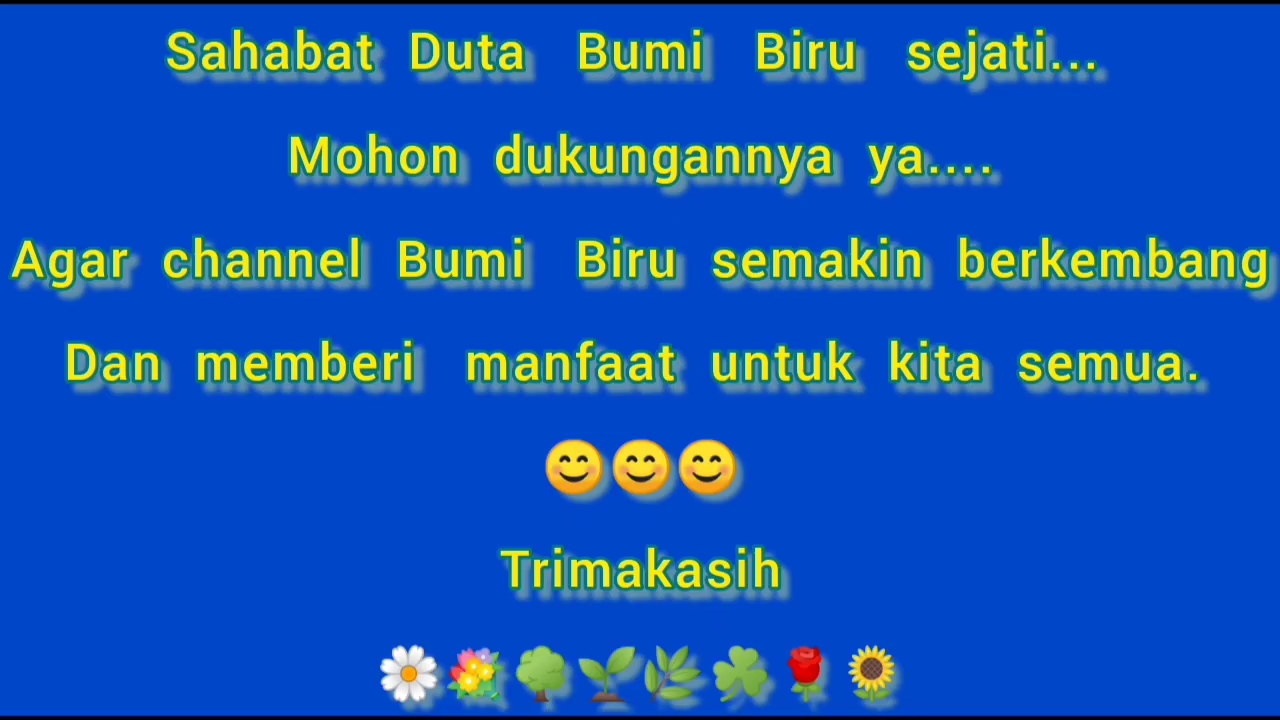 Sahabat Duta Bumi Biru sejati...
Mohon dukungannya ya....
Agar channel Bumi Biru semakin berkembang
Dan memberi manfaat untuk kita semua.
😊😊😊
Trimakasih
🌼💐🌳🌱🌿☘🌹🌻